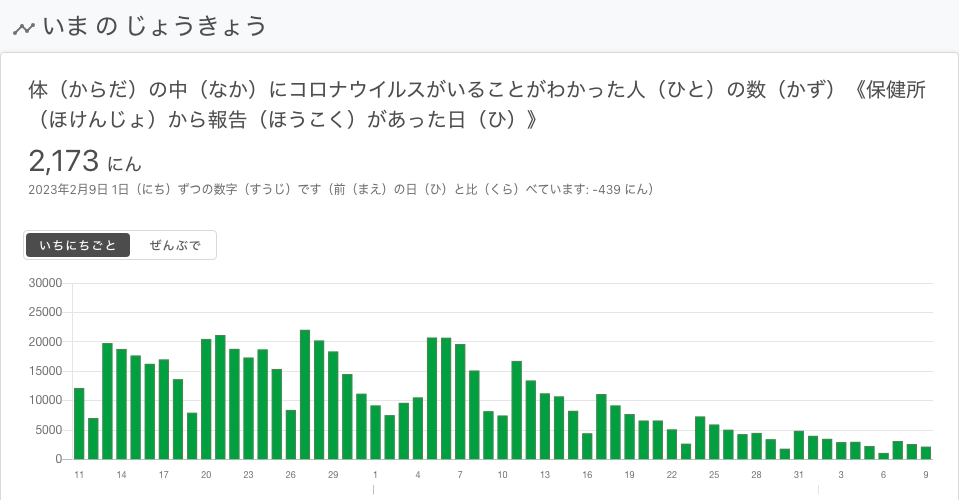 いま の じょうきょう
体（からだ）の中（なか）にコロナウイルスがいることがわかった人（ひと）の数（かず）《保健所
（ほけんじょ）から報告（ほうこく）があった日（ひ）》
2,173 にん
2023年2月9日 1日（にち）ずつの数字（すうじ）です（前（まえ）の日（ひ）と比（くら）べています: -439 にん）
いちにちごと ぜんぶで
30000
25000
20000
15000
10000
5000
0
11 14 17 20 23 26 29 1 4 7 10 13 16 19 22 25 28 31 3 6 9